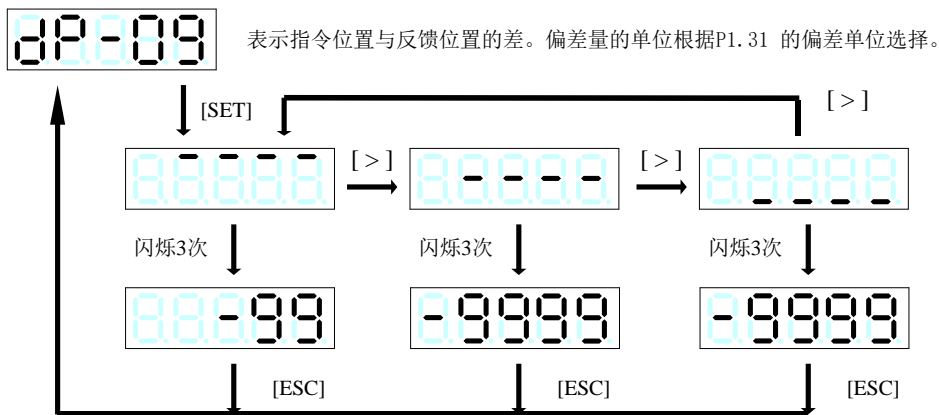 dP-09
表示指令位置与反馈位置的差。偏差量的单位根据P1.31 的偏差单位选择。
[SET]
[ > ]
---- [ > ] ---- [ > ] ----
闪烁3次 闪烁3次 闪烁3次
-99 -9999 -9999
[ESC] [ESC] [ESC]